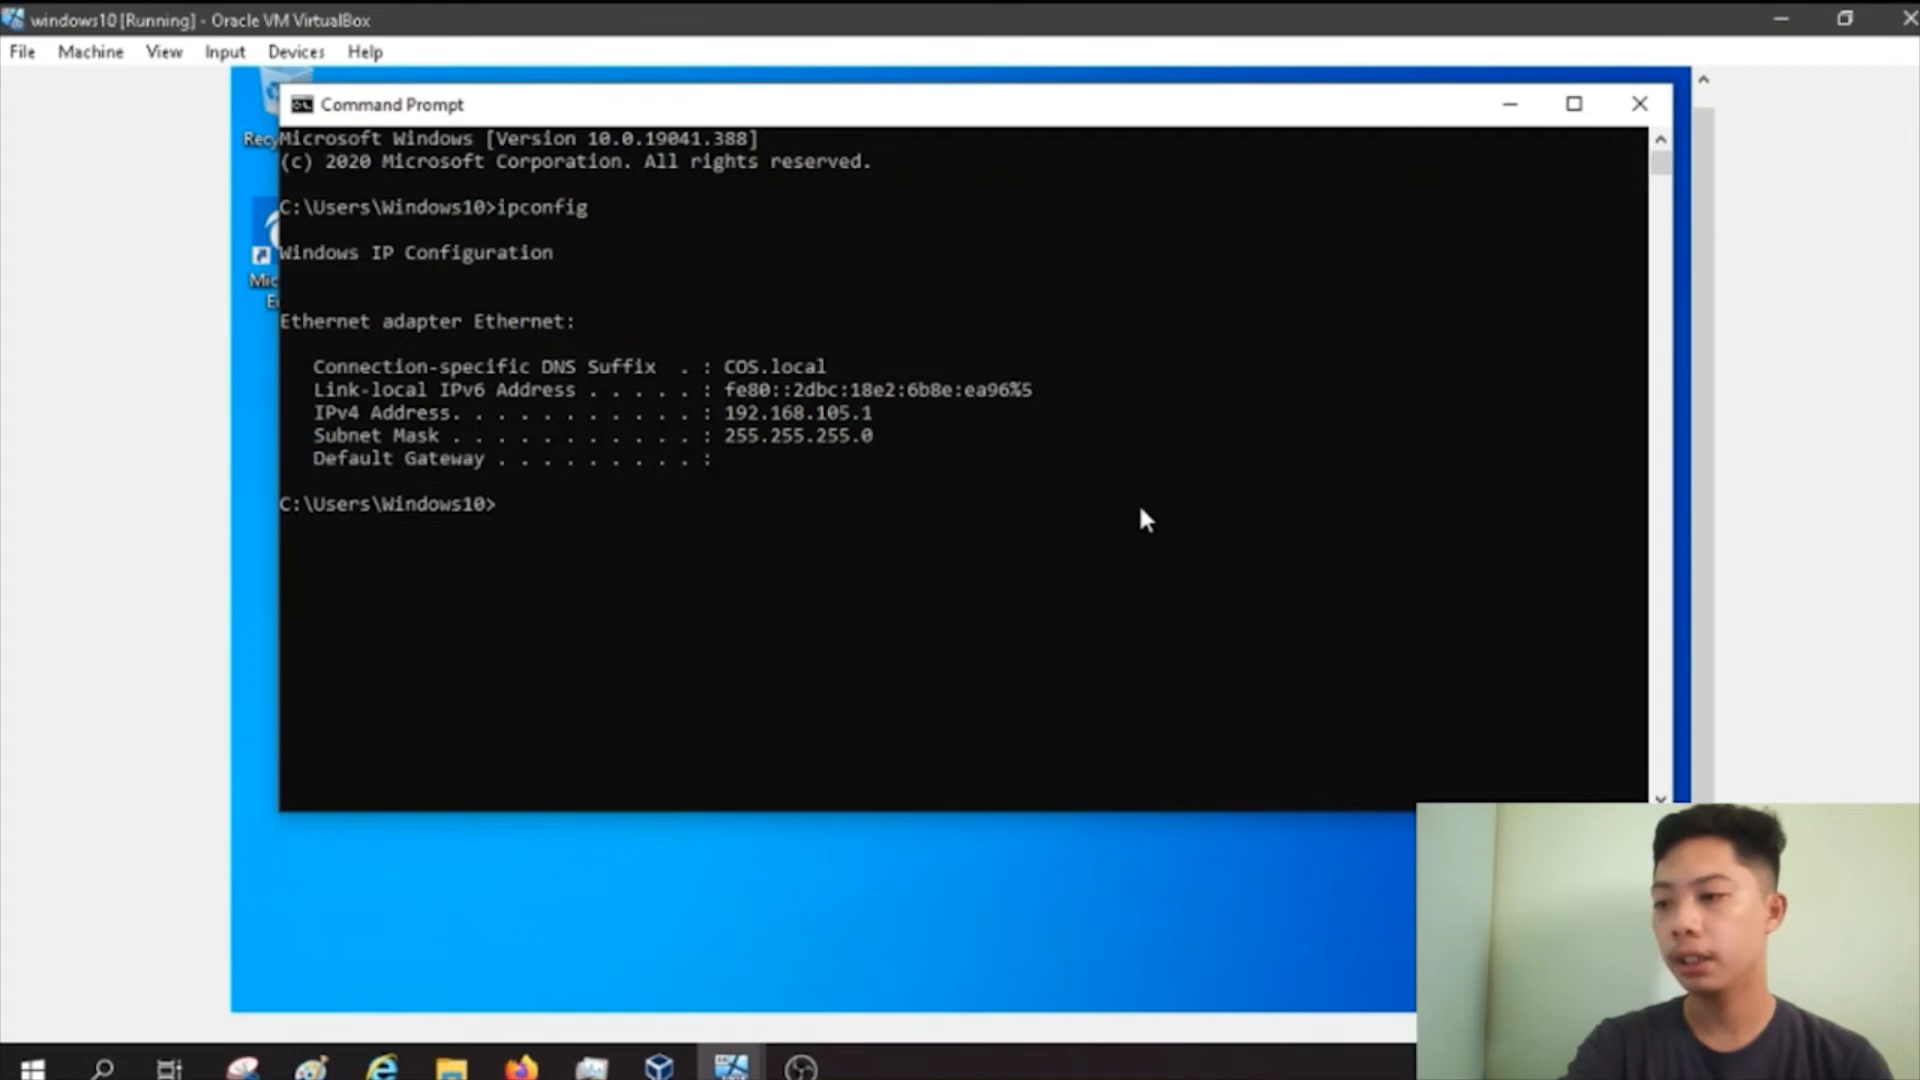 windows10 [Running] - Oracle VM VirtualBox
File Machine View Input Devices Help
Command Prompt
Recy
Microsoft Windows [Version 10.0.19041.388]
(c) 2020 Microsoft Corporation. All rights reserved.
C:\Users\Windows10>ipconfig
Windows IP Configuration
Mic
E
Ethernet adapter Ethernet:
Connection-specific DNS Suffix . : COS.local
Link-local IPv6 Address . . . . . : fe80::2dbc:18e2:6b8e:ea96%5
IPv4 Address. . . . . . . . . . . : 192.168.105.1
Subnet Mask . . . . . . . . . . . : 255.255.255.0
Default Gateway . . . . . . . . . :
C:\Users\Windows10>